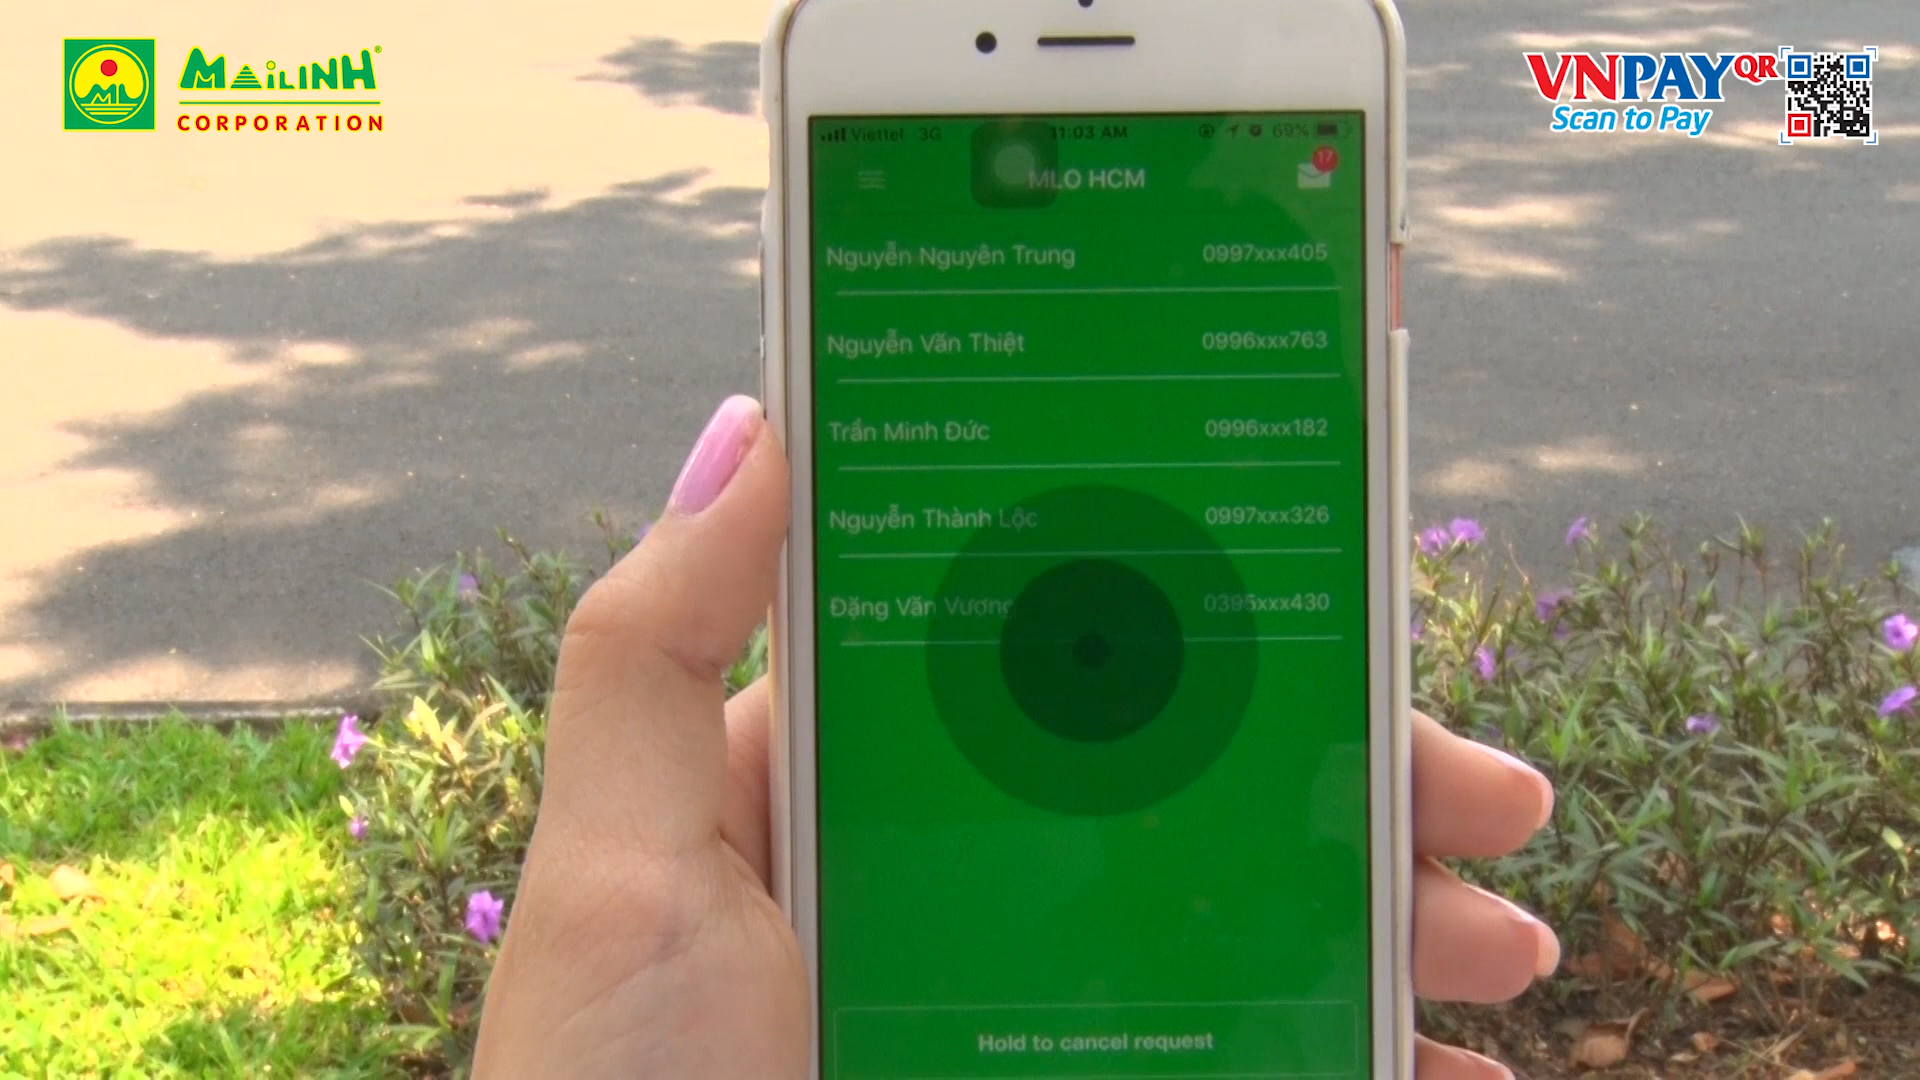 MAiLINH®
CORPORATION
VNPAYQR
Scan to Pay
Viettel 3G 11:03 AM 69%
MLO HCM 17
Nguyễn Nguyên Trung 0997xxx405
Nguyễn Văn Thiệt 0996xxx763
Trần Minh Đức 0996xxx182
Nguyễn Thành Lộc 0997xxx326
Đặng Văn Vương 0395xxx430
Hold to cancel request